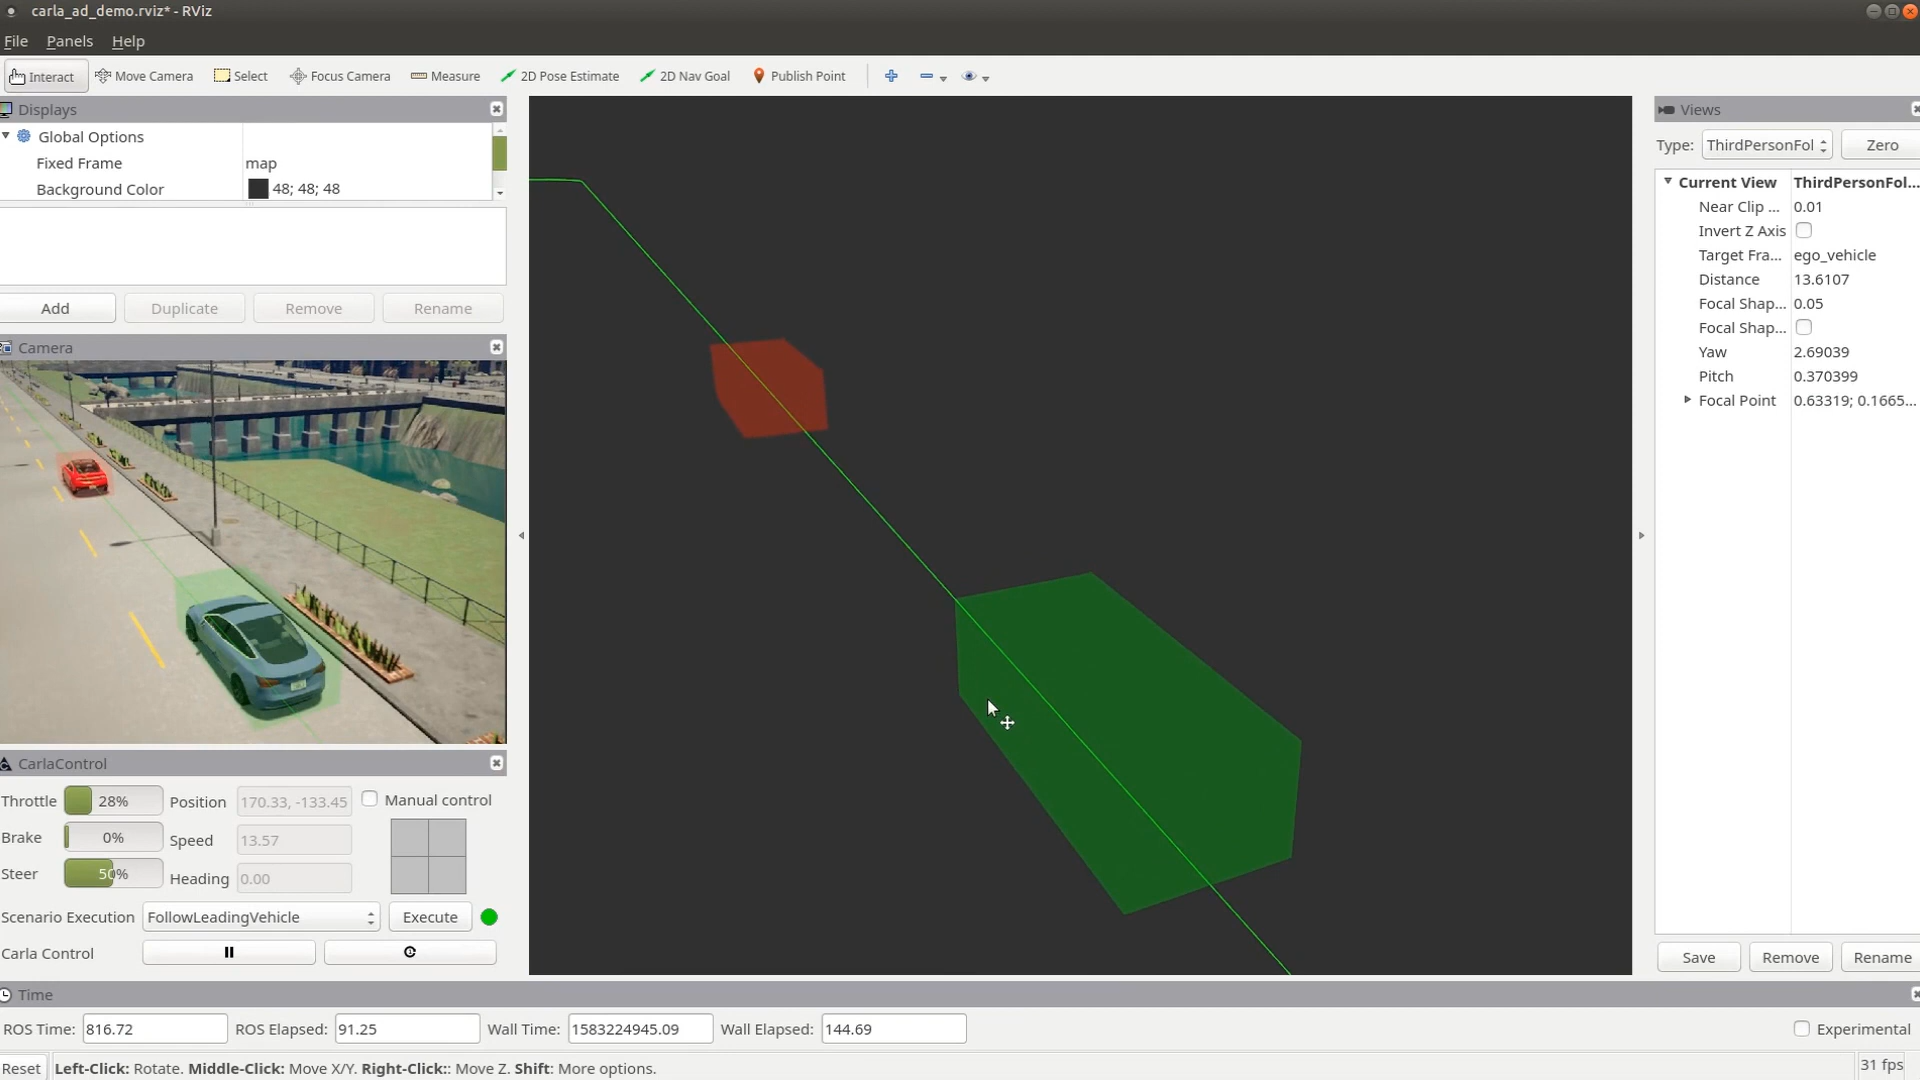 carla_ad_demo.rviz* - RViz
File Panels Help
Interact Move Camera Select Focus Camera Measure 2D Pose Estimate 2D Nav Goal Publish Point
Displays
Global Options
Fixed Frame map
Background Color 48; 48; 48
Add Duplicate Remove Rename
Camera
CarlaControl
Throttle 28% Position 170.33, -133.45 Manual control
Brake 0% Speed 13.57
Steer 50% Heading 0.00
Scenario Execution FollowLeadingVehicle Execute
Carla Control
Views
Type: ThirdPersonFol Zero
Current View ThirdPersonFol...
Near Clip ... 0.01
Invert Z Axis
Target Fra... ego_vehicle
Distance 13.6107
Focal Shap... 0.05
Focal Shap...
Yaw 2.69039
Pitch 0.370399
Focal Point 0.63319; 0.1665...
Save Remove Rename
Time
ROS Time: 816.72 ROS Elapsed: 91.25 Wall Time: 1583224945.09 Wall Elapsed: 144.69 Experimental
Reset Left-Click: Rotate. Middle-Click: Move X/Y. Right-Click:: Move Z. Shift: More options. 31 fps